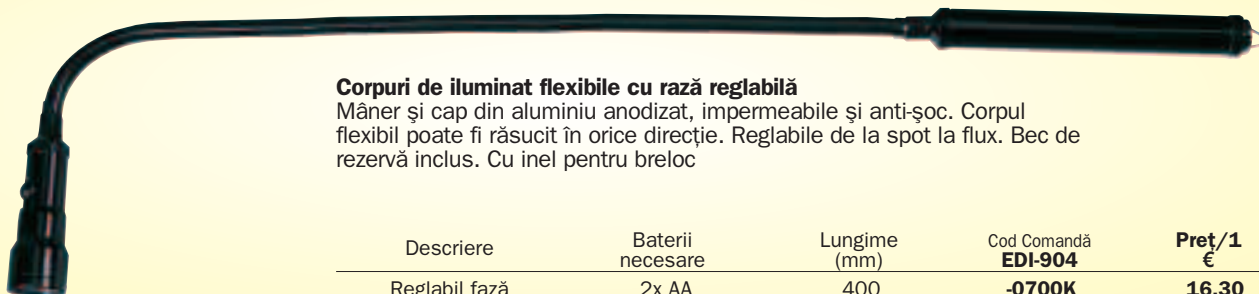 Corpuri de iluminat flexibile cu rază reglabilă
Mâner şi cap din aluminiu anodizat, impermeabile şi anti-şoc. Corpul
flexibil poate fi răsucit în orice direcţie. Reglabile de la spot la flux. Bec de
rezervă inclus. Cu inel pentru breloc
Descriere Baterii necesare Lungime (mm) Cod Comandă EDI-904 Preţ/1 €
Reglabil fază 2x AA 400 -0700K 16.30